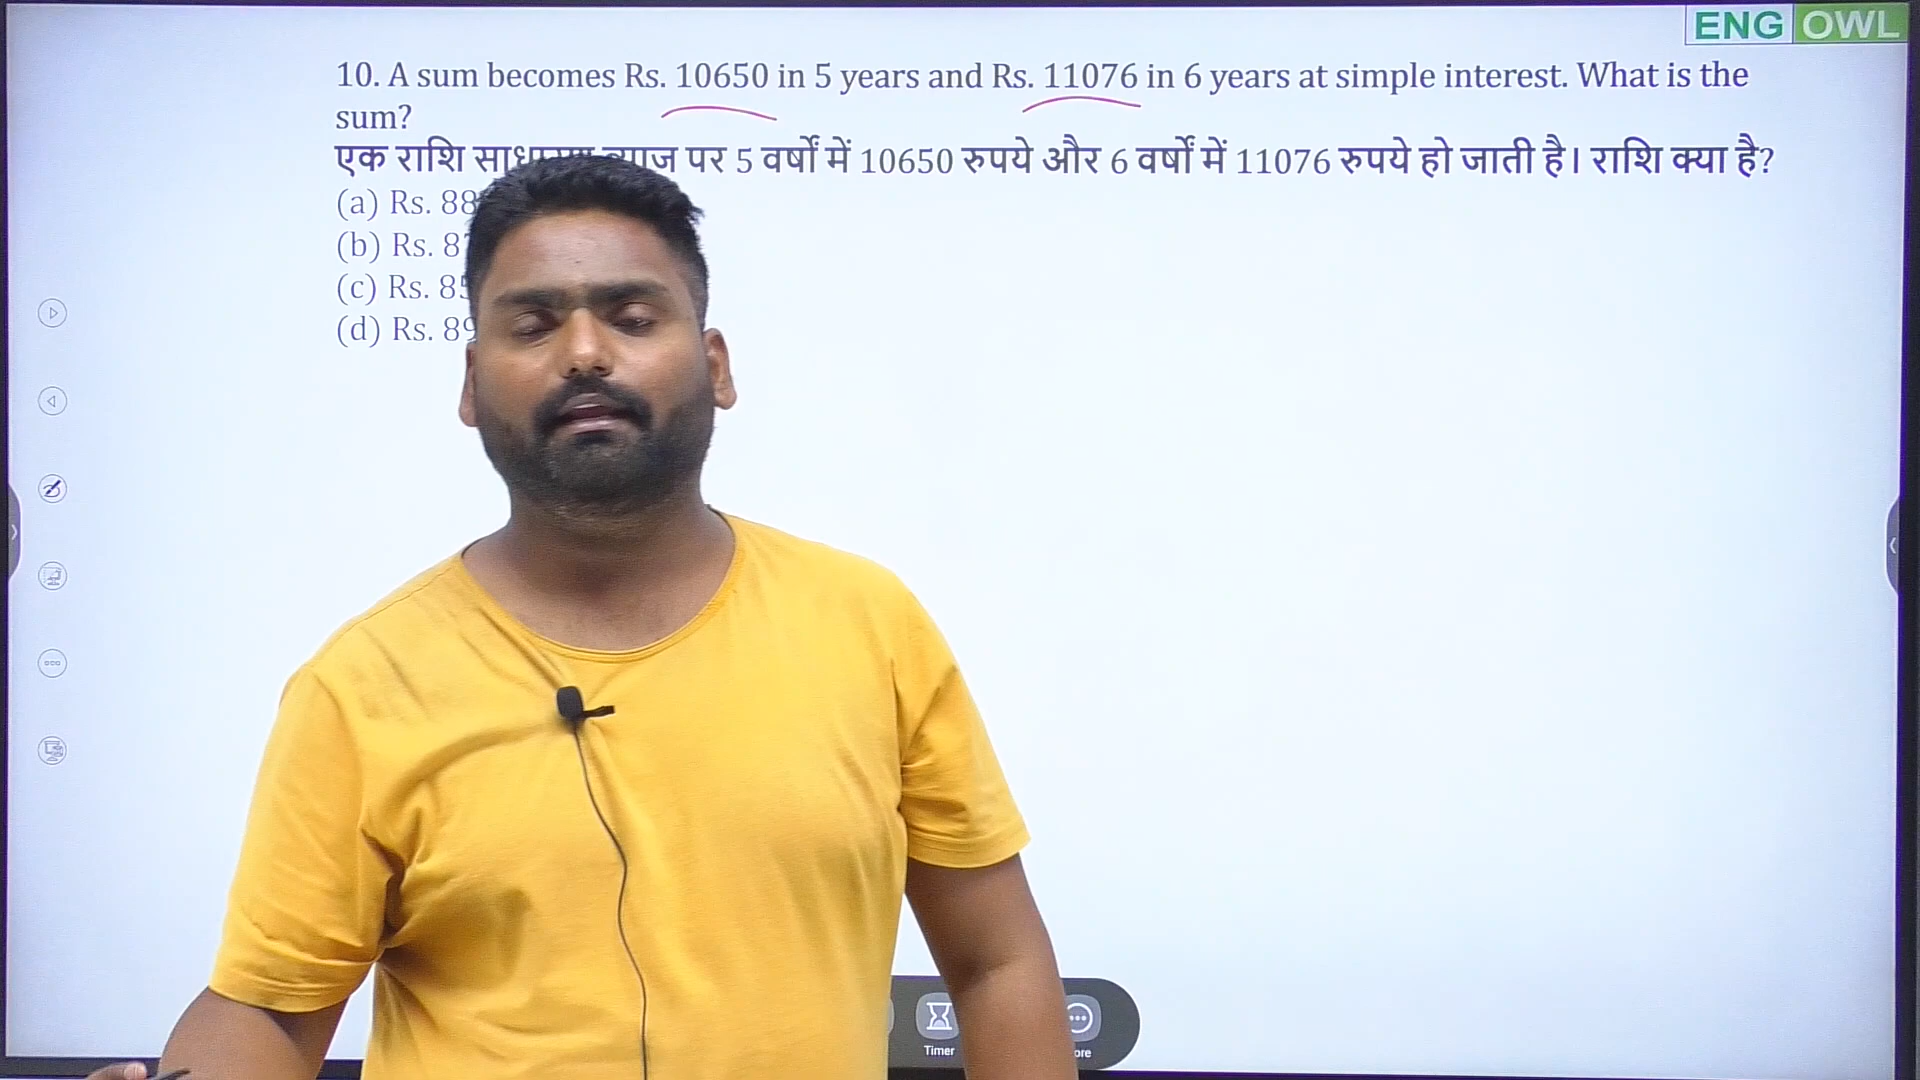 ENG OWL
10. A sum becomes Rs. 10650 in 5 years and Rs. 11076 in 6 years at simple interest. What is the
sum?
एक राशि साधारण ब्याज पर 5 वर्षों में 10650 रुपये और 6 वर्षों में 11076 रुपये हो जाती है। राशि क्या है?
(a) Rs. 88
(b) Rs. 8
(c) Rs. 8
(d) Rs. 89
Timer